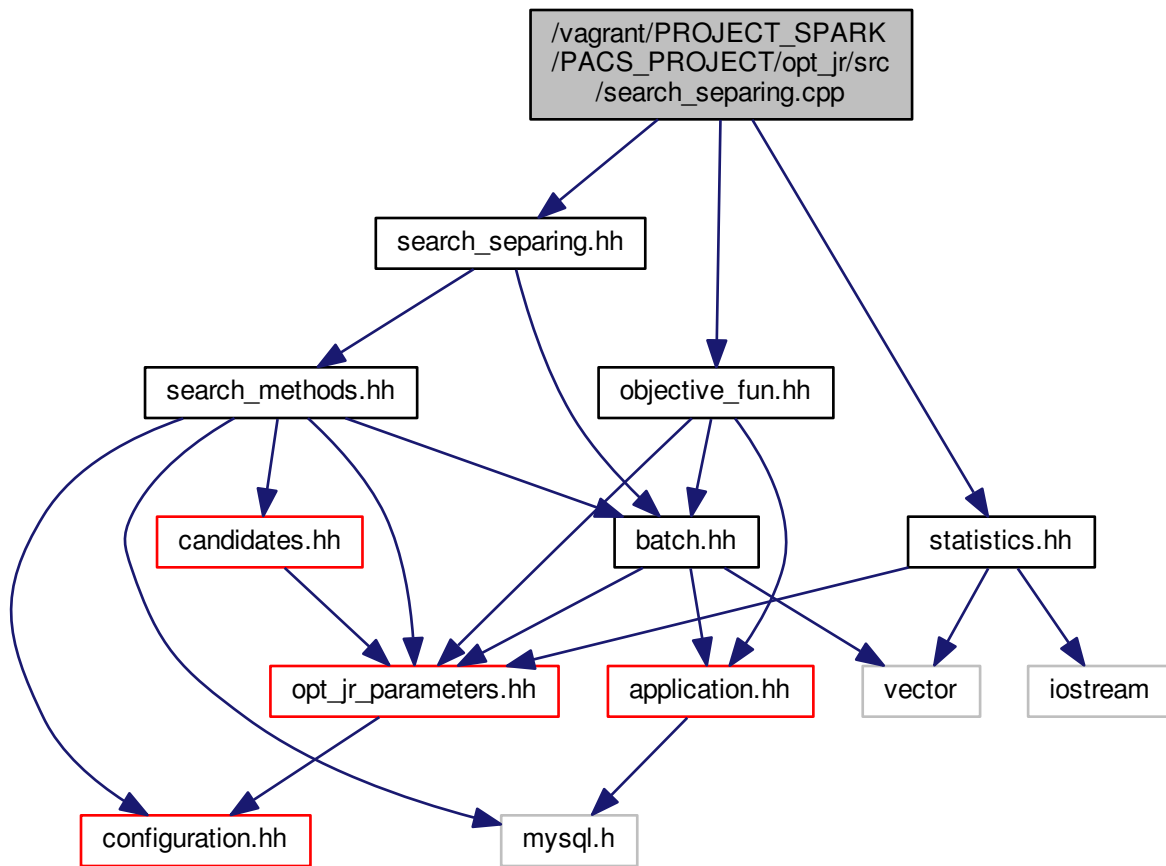 /vagrant/PROJECT_SPARK
/PACS_PROJECT/opt_jr/src
/search_separing.cpp
search_separing.hh
search_methods.hh
objective_fun.hh
candidates.hh
batch.hh
statistics.hh
opt_jr_parameters.hh
application.hh
vector
iostream
configuration.hh
mysql.h